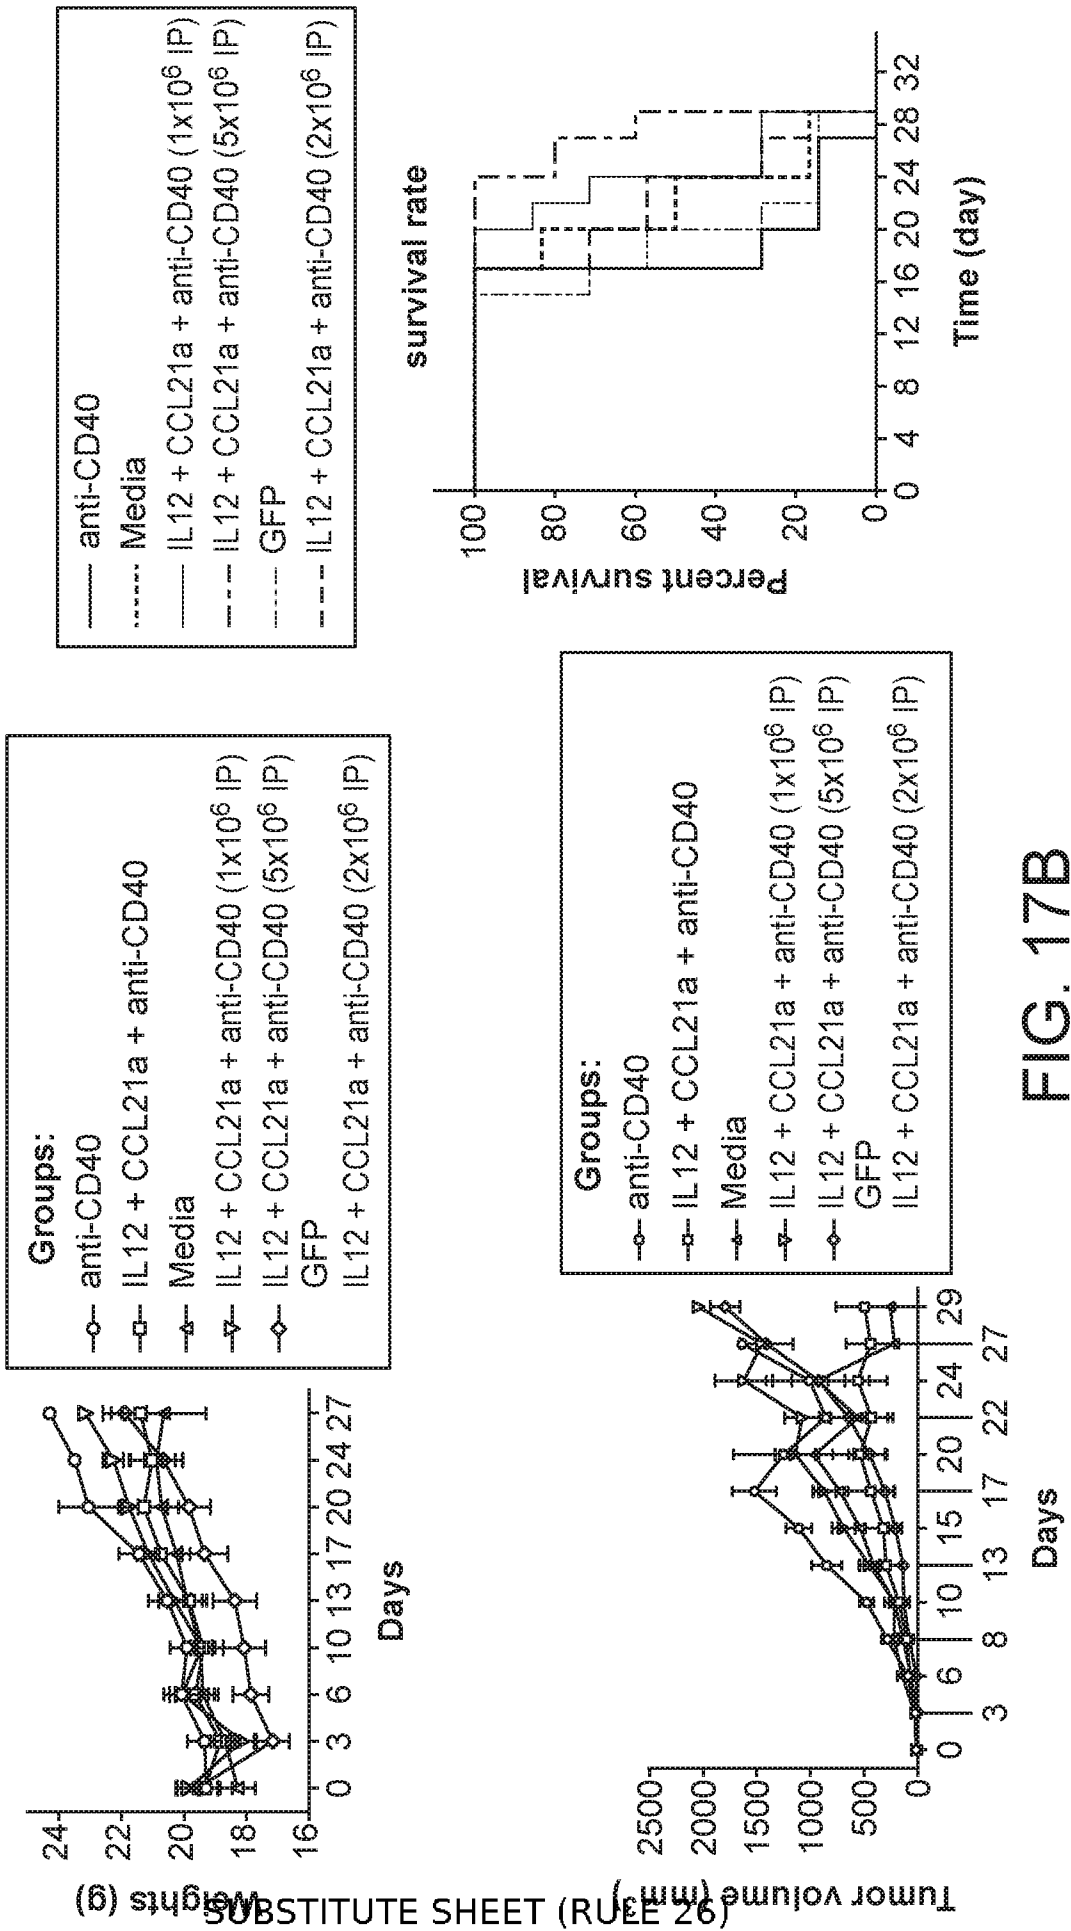 Weights (g)
24
22
20
18
16
0 3 6 10 13 17 20 24 27
Days
Groups:
anti-CD40
IL12 + CCL21a + anti-CD40
Media
IL12 + CCL21a + anti-CD40 (1x10⁶ IP)
IL12 + CCL21a + anti-CD40 (5x10⁶ IP)
GFP
IL12 + CCL21a + anti-CD40 (2x10⁶ IP)
anti-CD40
Media
IL12 + CCL21a + anti-CD40 (1x10⁶ IP)
IL12 + CCL21a + anti-CD40 (5x10⁶ IP)
GFP
IL12 + CCL21a + anti-CD40 (2x10⁶ IP)
Tumor volume (mm³)
2500
2000
1500
1000
500
0
0 3 6 8 10 13 15 17 20 22 24 27 29
Days
Groups:
anti-CD40
IL12 + CCL21a + anti-CD40
Media
IL12 + CCL21a + anti-CD40 (1x10⁶ IP)
IL12 + CCL21a + anti-CD40 (5x10⁶ IP)
GFP
IL12 + CCL21a + anti-CD40 (2x10⁶ IP)
survival rate
Percent survival
100
80
60
40
20
0
0 4 8 12 16 20 24 28 32
Time (day)
FIG. 17B
SUBSTITUTE SHEET (RULE 26)